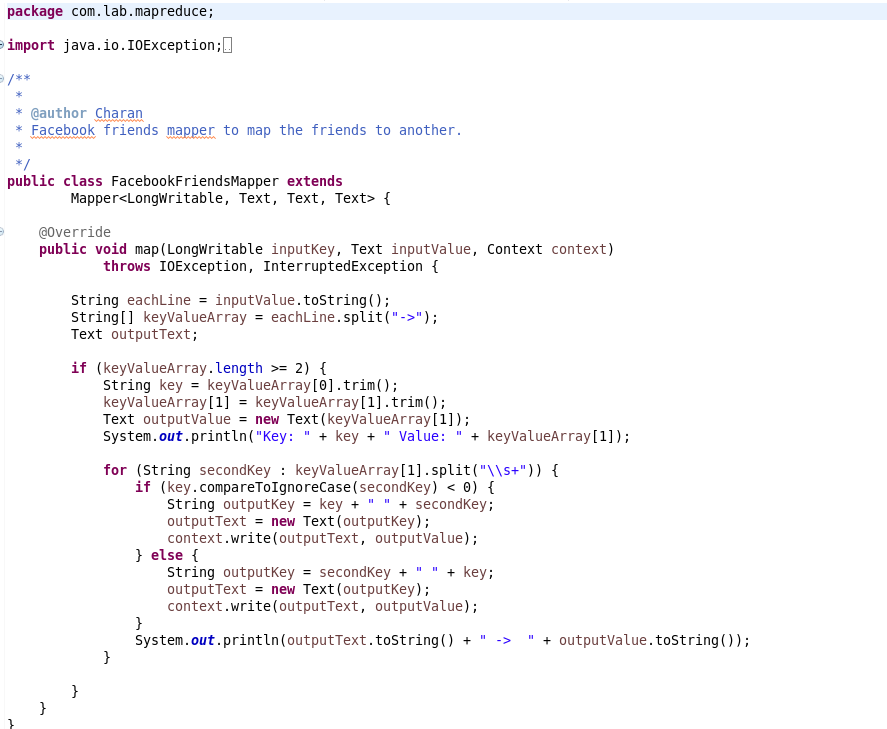 package com.lab.mapreduce;
import java.io.IOException;
/**
 *
 * @author Charan
 * Facebook friends mapper to map the friends to another.
 *
 */
public class FacebookFriendsMapper extends
        Mapper<LongWritable, Text, Text, Text> {
    @Override
    public void map(LongWritable inputKey, Text inputValue, Context context)
            throws IOException, InterruptedException {
        String eachLine = inputValue.toString();
        String[] keyValueArray = eachLine.split("->");
        Text outputText;
        if (keyValueArray.length >= 2) {
            String key = keyValueArray[0].trim();
            keyValueArray[1] = keyValueArray[1].trim();
            Text outputValue = new Text(keyValueArray[1]);
            System.out.println("Key: " + key + " Value: " + keyValueArray[1]);
            for (String secondKey : keyValueArray[1].split("\\s+")) {
                if (key.compareToIgnoreCase(secondKey) < 0) {
                    String outputKey = key + " " + secondKey;
                    outputText = new Text(outputKey);
                    context.write(outputText, outputValue);
                } else {
                    String outputKey = secondKey + " " + key;
                    outputText = new Text(outputKey);
                    context.write(outputText, outputValue);
                }
                System.out.println(outputText.toString() + " ->  " + outputValue.toString());
            }
        }
    }
}